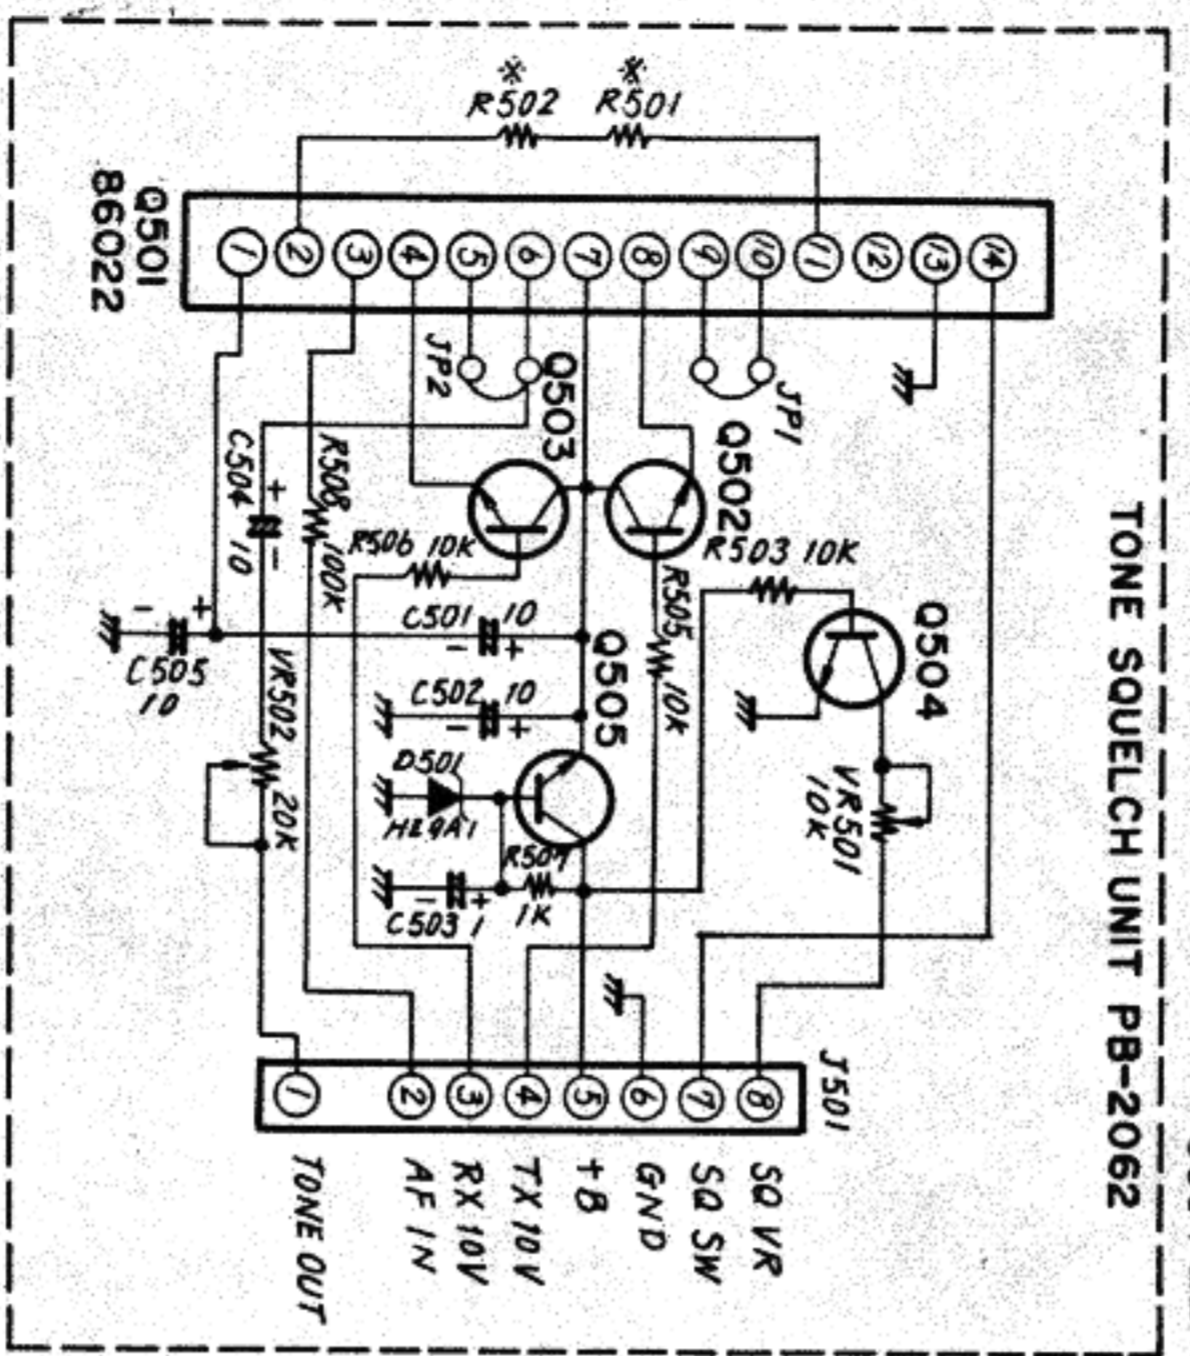 TONE SQUELCH UNIT PB-2062
※ ※
R502 R501
Q501
86022
1 2 3 4 5 6 7 8 9 10 11 12 13 14
JP2
Q503
JP1
Q502
C504
+ -
10
R508
100K
R506 10K
R505
10K
R503 10K
Q504
C501 10
- +
- +
C505
10
C502 10
- +
Q505
VR502
20K
D501
HZ9A1
VR501
10K
R507
1K
C503 1
- +
J501
1 2 3 4 5 6 7 8
TONE OUT
AF IN
RX 10V
TX 10V
+B
GND
SQ SW
SQ VR